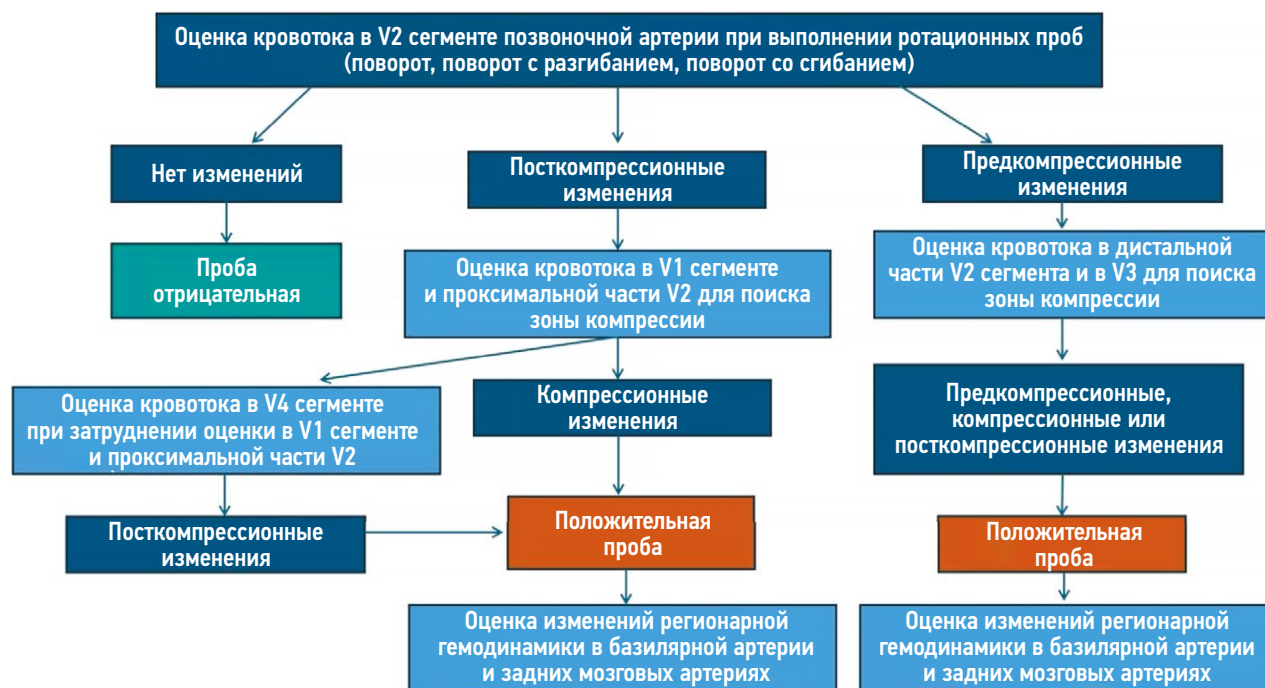 Оценка кровотока в V2 сегменте позвоночной артерии при выполнении ротационных проб
(поворот, поворот с разгибанием, поворот со сгибанием)
Нет изменений
Посткомпрессионные
изменения
Предкомпрессионные
изменения
Проба
отрицательная
Оценка кровотока в V1 сегменте
и проксимальной части V2 для поиска
зоны компрессии
Оценка кровотока в дистальной
части V2 сегмента и в V3 для поиска
зоны компрессии
Оценка кровотока в V4 сегменте
при затруднении оценки в V1 сегменте
и проксимальной части V2
Компрессионные
изменения
Предкомпрессионные,
компрессионные или
посткомпрессионные изменения
Посткомпрессионные
изменения
Положительная
проба
Положительная
проба
Оценка изменений регионарной
гемодинамики в базилярной артерии
и задних мозговых артериях
Оценка изменений регионарной
гемодинамики в базилярной артерии
и задних мозговых артериях